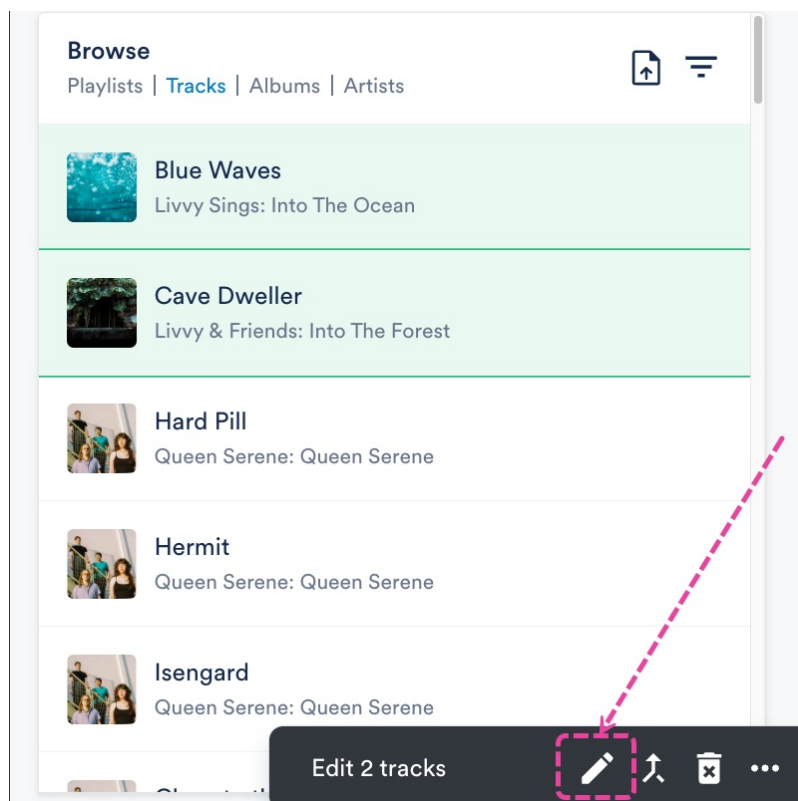 Browse
Playlists | Tracks | Albums | Artists
Blue Waves
Livvy Sings: Into The Ocean
Cave Dweller
Livvy & Friends: Into The Forest
Hard Pill
Queen Serene: Queen Serene
Hermit
Queen Serene: Queen Serene
Isengard
Queen Serene: Queen Serene
Edit 2 tracks